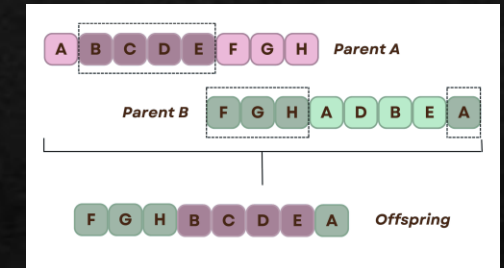 A B C D E F G H Parent A
Parent B F G H A D B E A
F G H B C D E A Offspring